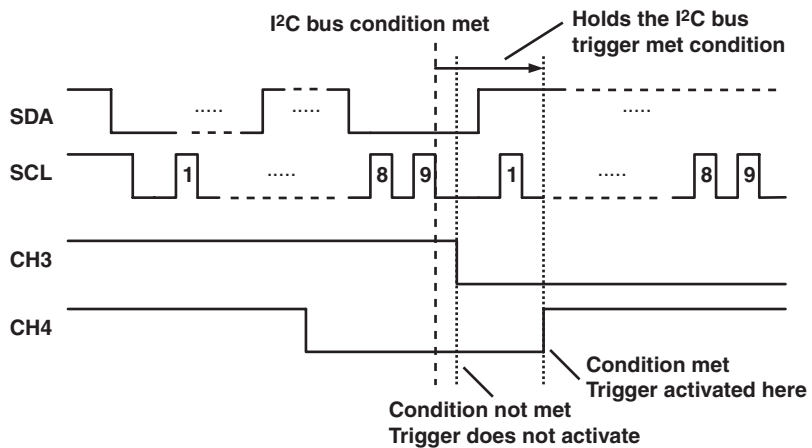 I²C bus condition met
Holds the I²C bus
trigger met condition
SDA ..... ..... .....
SCL 1 ..... 8 9 1 ..... 8 9
CH3
CH4
Condition met
Trigger activated here
Condition not met
Trigger does not activate